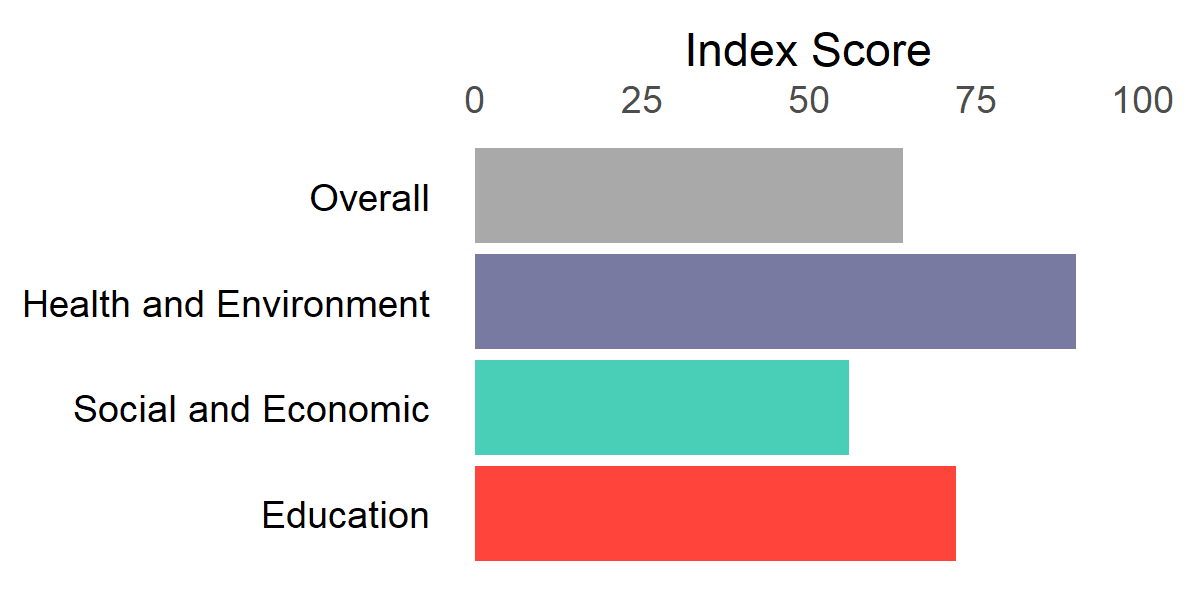 Index Score
0 25 50 75 100
Overall
Health and Environment
Social and Economic
Education